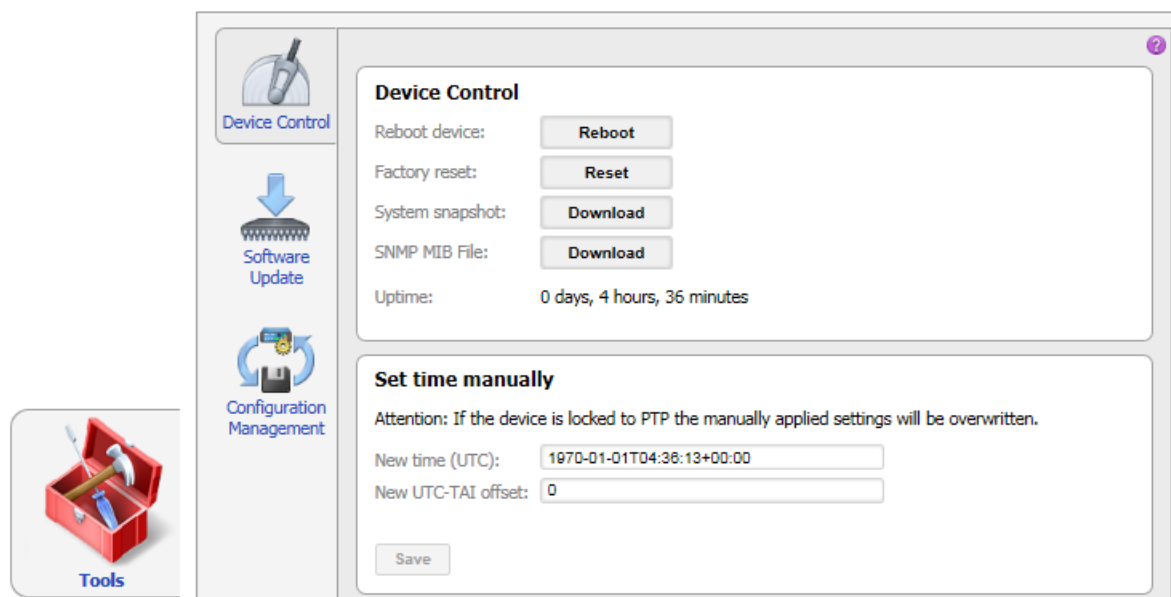 Device Control
Software
Update
Configuration
Management
Tools
?
Device Control
Reboot device: Reboot
Factory reset: Reset
System snapshot: Download
SNMP MIB File: Download
Uptime: 0 days, 4 hours, 36 minutes
Set time manually
Attention: If the device is locked to PTP the manually applied settings will be overwritten.
New time (UTC): 1970-01-01T04:36:13+00:00
New UTC-TAI offset: 0
Save